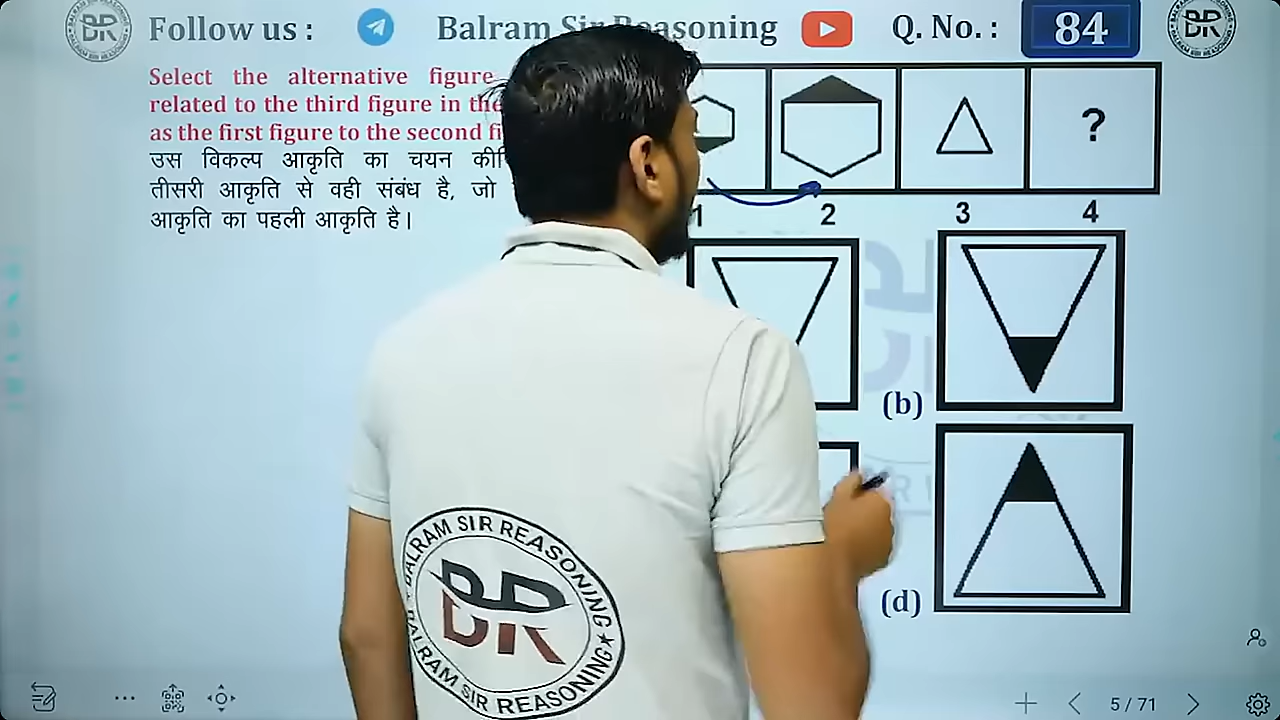 Follow us :
Balram Sir Reasoning
Q. No. :
84
BR
Select the alternative figure
related to the third figure in the
as the first figure to the second
उस विकल्प आकृति का चयन
तीसरी आकृति से वही संबंध है, जो
आकृति का पहली आकृति है।
?
1 2 3 4
(b)
(d)
BALRAM SIR REASONING
BR
BALRAM SIR REASONING
5 / 71